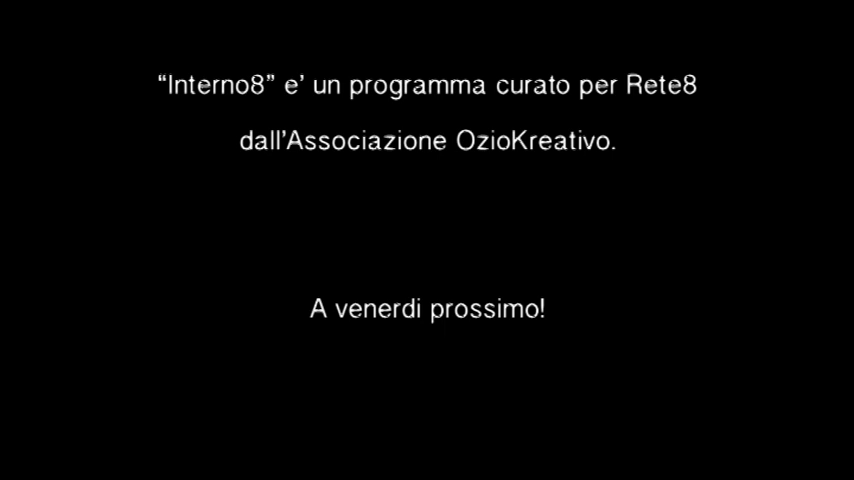 “Interno8” e’ un programma curato per Rete8
dall’Associazione OzioKreativo.
A venerdi prossimo!